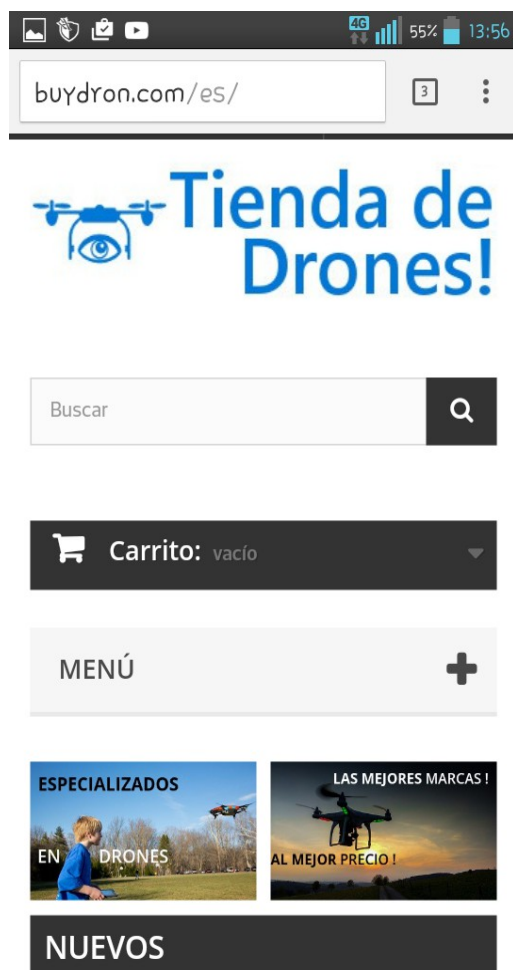 4G 55% 13:56
buydron.com/es/
3
Tienda de
Drones!
Buscar
Carrito: vacío
MENÚ
ESPECIALIZADOS
EN DRONES
LAS MEJORES MARCAS !
AL MEJOR PRECIO !
NUEVOS